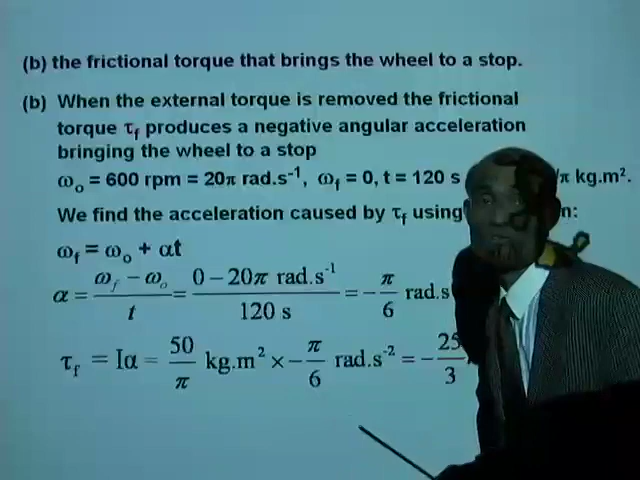 (b) the frictional torque that brings the wheel to a stop.
(b) When the external torque is removed the frictional
torque τf produces a negative angular acceleration
bringing the wheel to a stop
ωo = 600 rpm = 20π rad.s-1, ωf = 0, t = 120 s /π kg.m2.
We find the acceleration caused by τf using n:
ωf = ωo + αt
α = (ωf − ωo)/t = (0 − 20π rad.s-1)/(120 s) = −π/6 rad.s
τf = Iα = 50/π kg.m2 × −π/6 rad.s-2 = −25/3